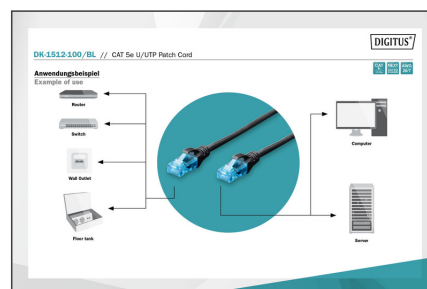 DIGITUS®
DK-1512-100/BL // CAT 5e U/UTP Patch Cord
Anwendungsbeispiel
Example of use
Router
Switch
Wall Outlet
Floor tank
Computer
Server